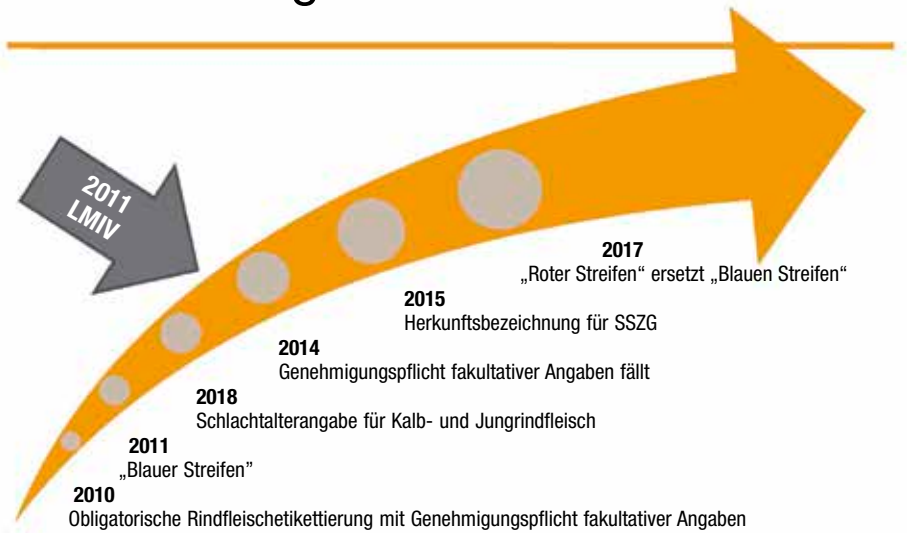 2011
LMIV
2017
„Roter Streifen“ ersetzt „Blauen Streifen“
2015
Herkunftsbezeichnung für SSZG
2014
Genehmigungspflicht fakultativer Angaben fällt
2018
Schlachtalterangabe für Kalb- und Jungrindfleisch
2011
„Blauer Streifen”
2010
Obligatorische Rindfleischetikettierung mit Genehmigungspflicht fakultativer Angaben